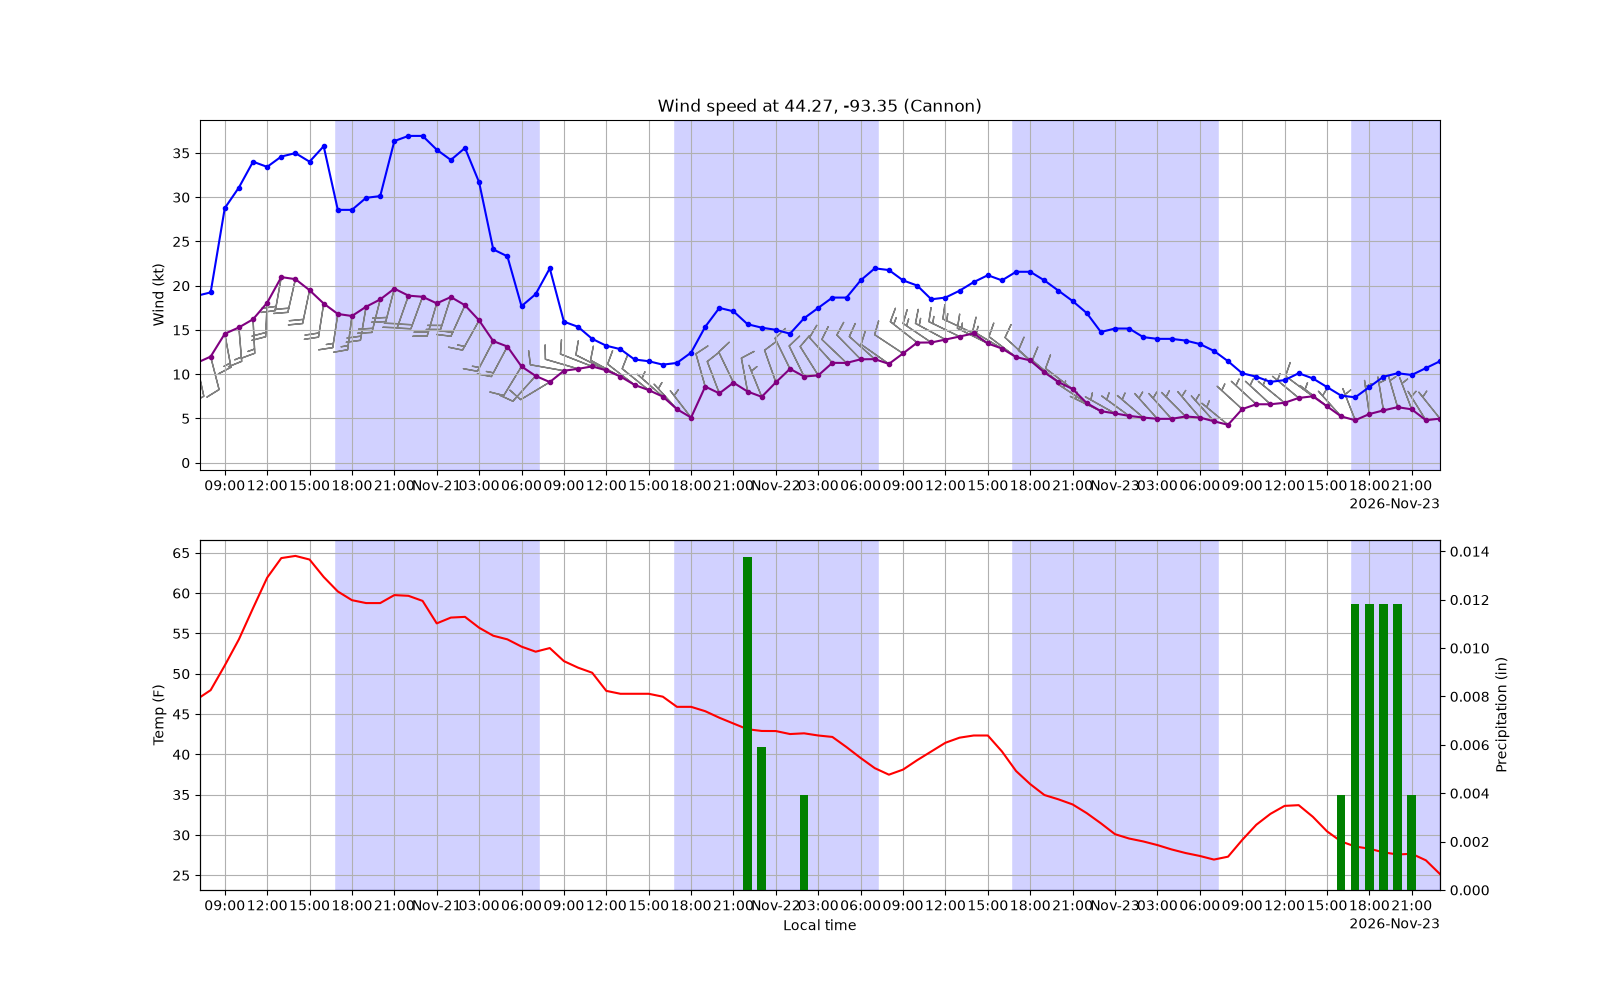 Wind speed at 44.27, -93.35 (Cannon)
Wind (kt)
35
30
25
20
15
10
5
0
09:00 12:00 15:00 18:00 21:00 Nov-21 03:00 06:00 09:00 12:00 15:00 18:00 21:00 Nov-22 03:00 06:00 09:00 12:00 15:00 18:00 21:00 Nov-23 03:00 06:00 09:00 12:00 15:00 18:00 21:00
2026-Nov-23
Temp (F)
65
60
55
50
45
40
35
30
25
0.014
0.012
0.010
0.008
0.006
0.004
0.002
0.000
Precipitation (in)
09:00 12:00 15:00 18:00 21:00 Nov-21 03:00 06:00 09:00 12:00 15:00 18:00 21:00 Nov-22 03:00 06:00 09:00 12:00 15:00 18:00 21:00 Nov-23 03:00 06:00 09:00 12:00 15:00 18:00 21:00
Local time
2026-Nov-23